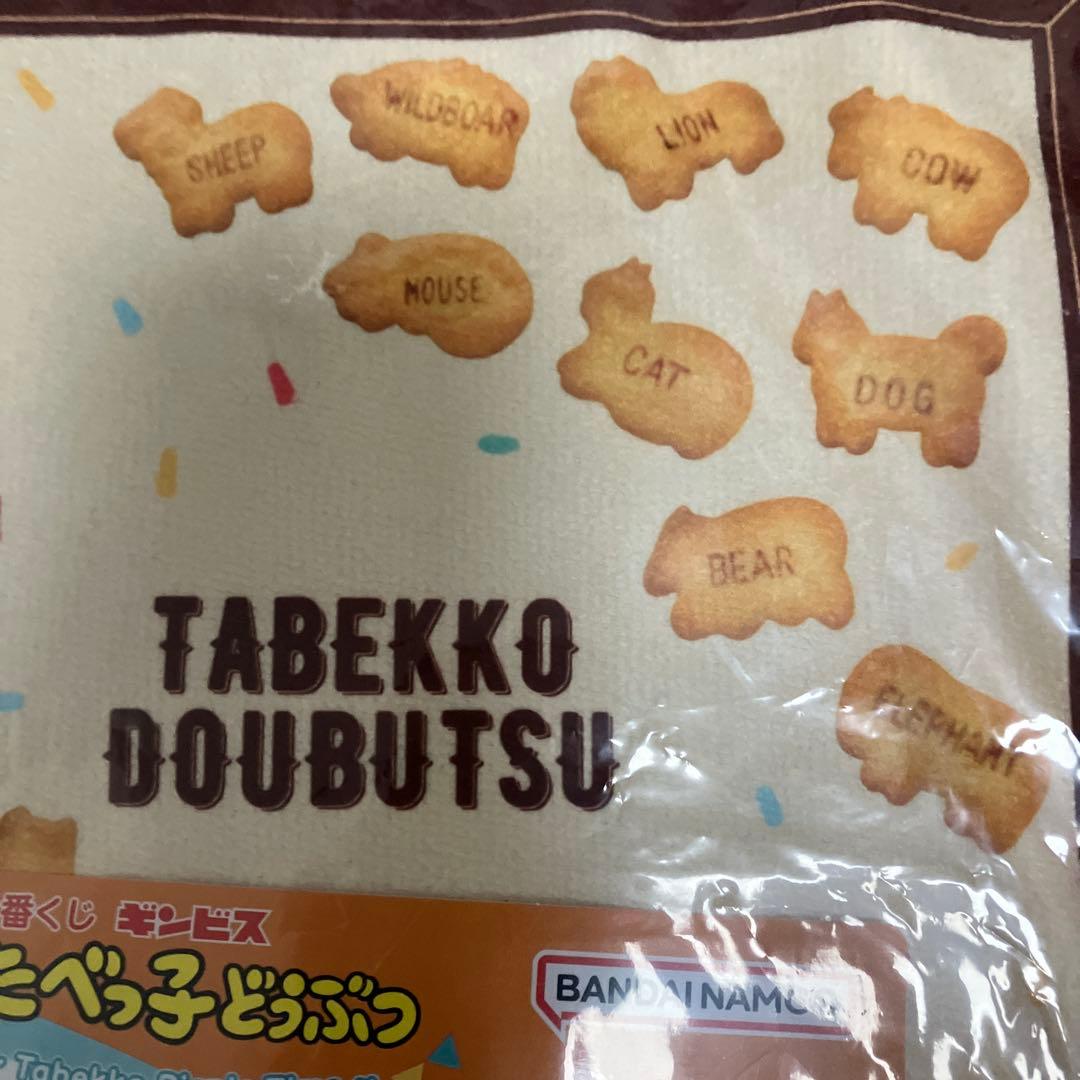 SHEEP
WILDBOAR
LION
COW
MOUSE
CAT
DOG
BEAR
ELEPHANT
TABEKKO
DOUBUTSU
番くじ ギンビス
たべっ子どうぶつ
BANDAI NAMCO
Tabekko